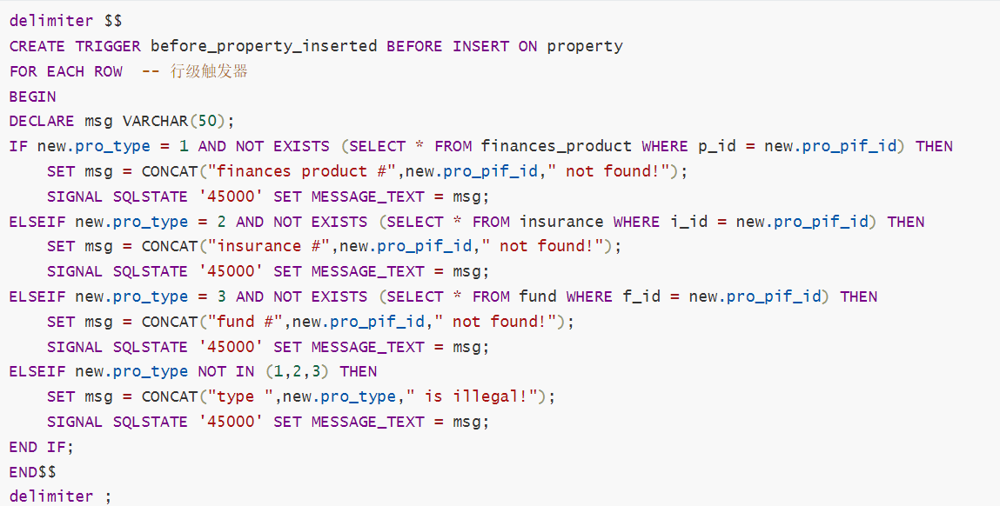 delimiter $$
CREATE TRIGGER before_property_inserted BEFORE INSERT ON property
FOR EACH ROW  -- 行级触发器
BEGIN
DECLARE msg VARCHAR(50);
IF new.pro_type = 1 AND NOT EXISTS (SELECT * FROM finances_product WHERE p_id = new.pro_pif_id) THEN
    SET msg = CONCAT("finances product #",new.pro_pif_id," not found!");
    SIGNAL SQLSTATE '45000' SET MESSAGE_TEXT = msg;
ELSEIF new.pro_type = 2 AND NOT EXISTS (SELECT * FROM insurance WHERE i_id = new.pro_pif_id) THEN
    SET msg = CONCAT("insurance #",new.pro_pif_id," not found!");
    SIGNAL SQLSTATE '45000' SET MESSAGE_TEXT = msg;
ELSEIF new.pro_type = 3 AND NOT EXISTS (SELECT * FROM fund WHERE f_id = new.pro_pif_id) THEN
    SET msg = CONCAT("fund #",new.pro_pif_id," not found!");
    SIGNAL SQLSTATE '45000' SET MESSAGE_TEXT = msg;
ELSEIF new.pro_type NOT IN (1,2,3) THEN
    SET msg = CONCAT("type ",new.pro_type," is illegal!");
    SIGNAL SQLSTATE '45000' SET MESSAGE_TEXT = msg;
END IF;
END$$
delimiter ;